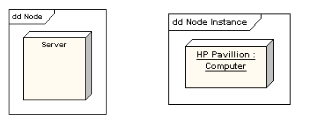 dd Node
Server
dd Node Instance
HP Pavillion :
Computer